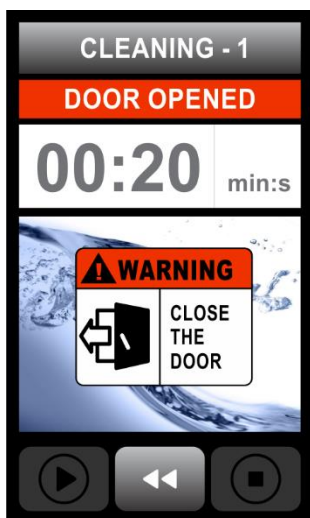 CLEANING - 1
DOOR OPENED
00:20 min:s
WARNING
CLOSE
THE
DOOR